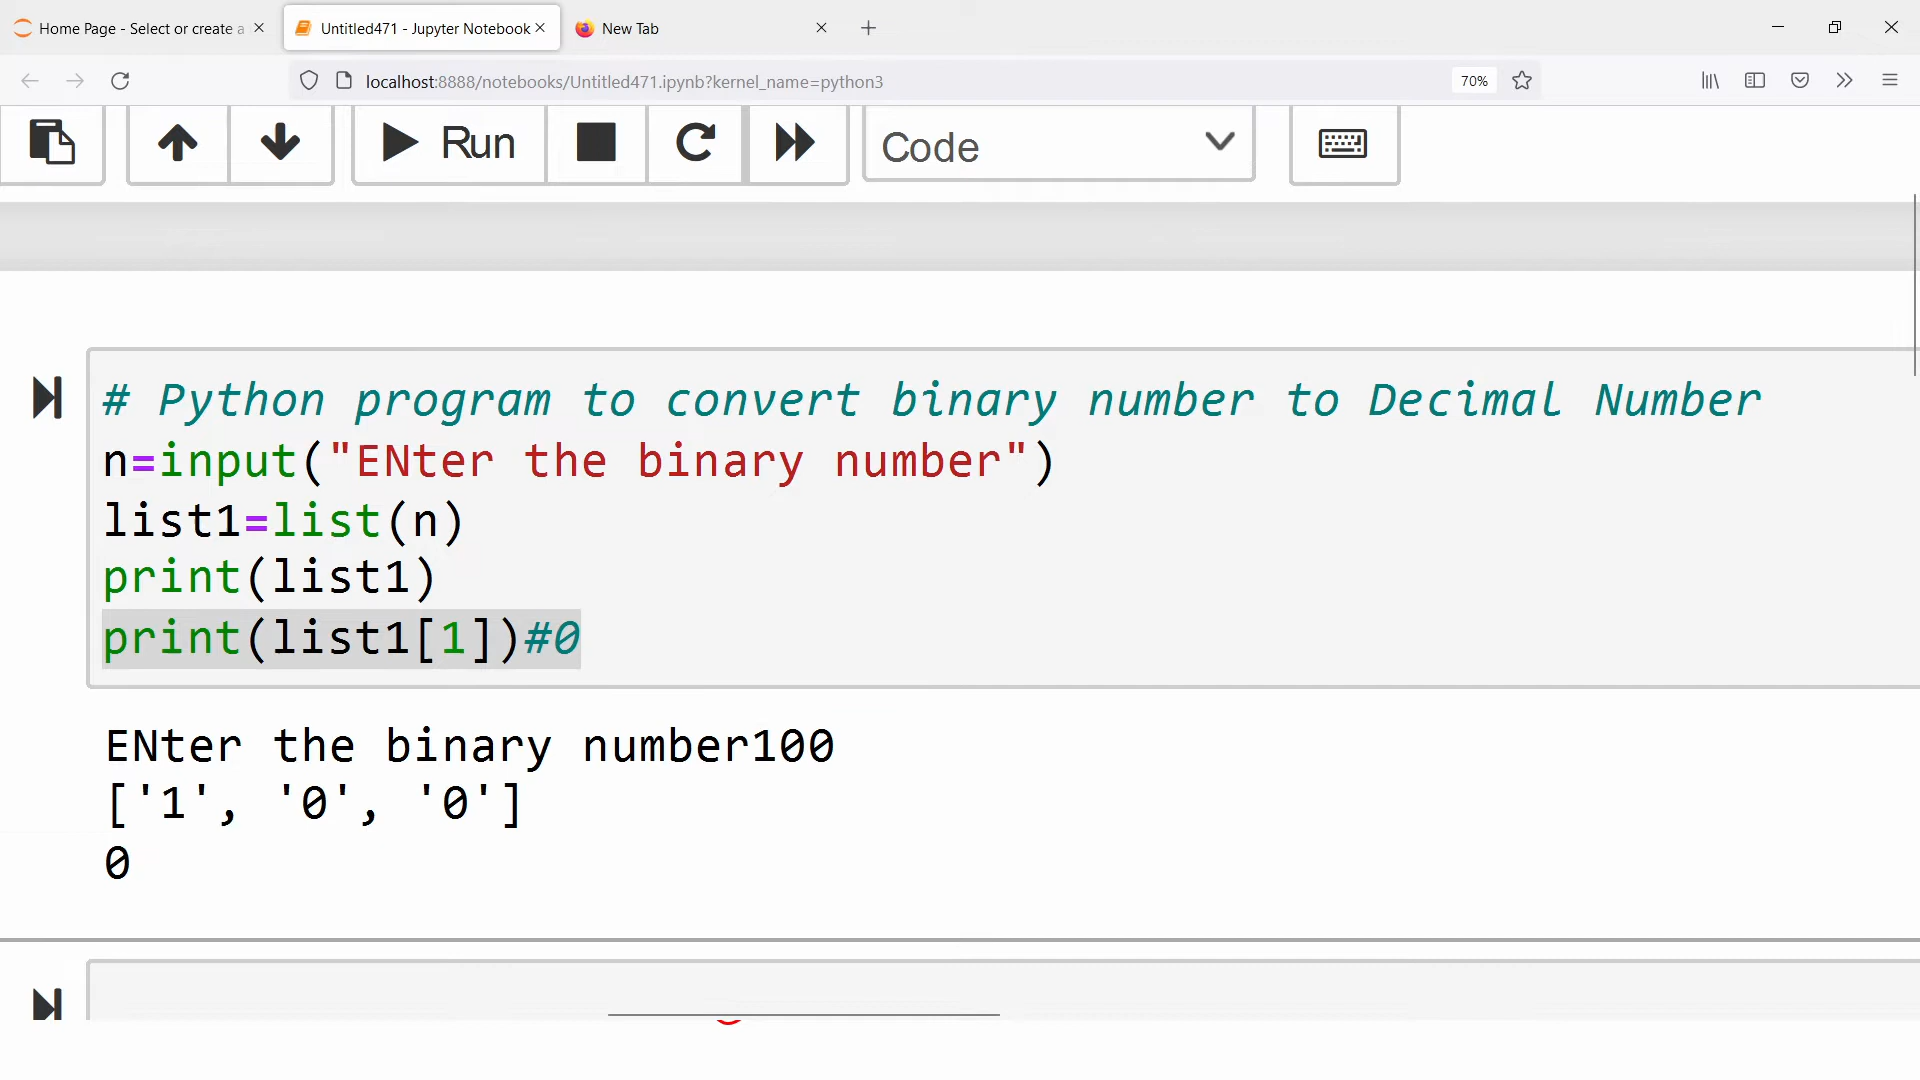 Home Page - Select or create a
Untitled471 - Jupyter Notebook
New Tab
localhost:8888/notebooks/Untitled471.ipynb?kernel_name=python3
70%
Run
Code
# Python program to convert binary number to Decimal Number
n=input("ENter the binary number")
list1=list(n)
print(list1)
print(list1[1])#0
ENter the binary number100
['1', '0', '0']
0